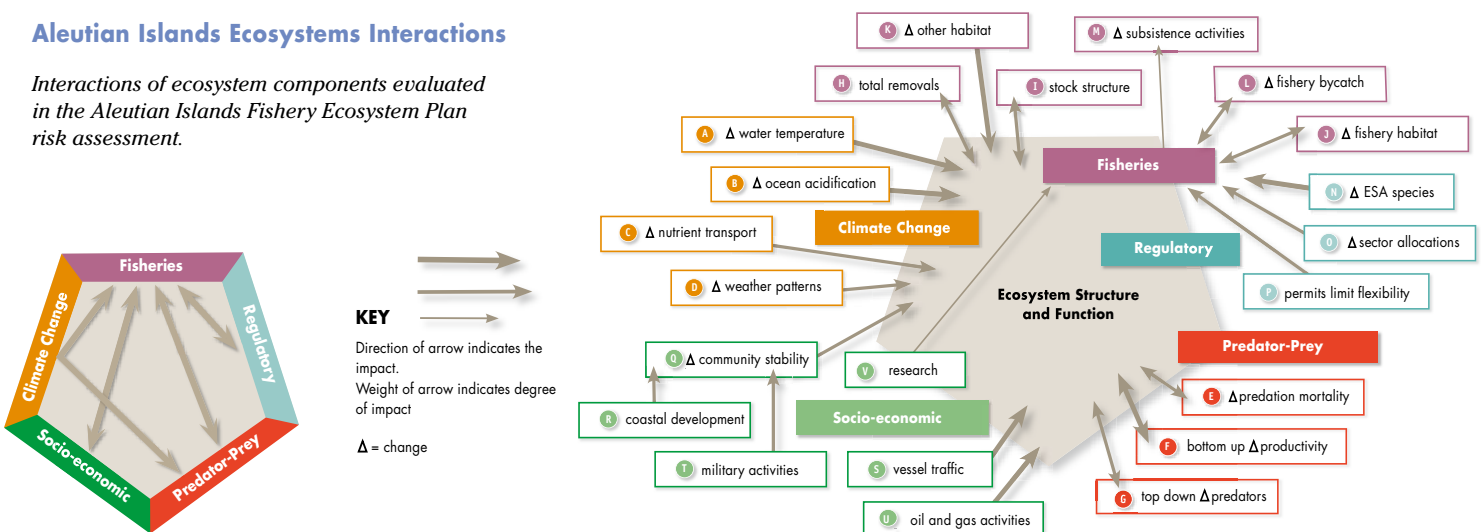 Aleutian Islands Ecosystems Interactions
Interactions of ecosystem components evaluated
in the Aleutian Islands Fishery Ecosystem Plan
risk assessment.
Fisheries
Climate Change
Regulatory
Socio-economic
Predator-Prey
KEY
Direction of arrow indicates the
impact.
Weight of arrow indicates degree
of impact
Δ = change
K Δ other habitat
M Δ subsistence activities
H total removals
I stock structure
L Δ fishery bycatch
A Δ water temperature
J Δ fishery habitat
Fisheries
B Δ ocean acidification
N Δ ESA species
C Δ nutrient transport
Climate Change
Regulatory
O Δ sector allocations
D Δ weather patterns
Ecosystem Structure
and Function
P permits limit flexibility
Q Δ community stability
V research
Predator-Prey
E Δ predation mortality
R coastal development
Socio-economic
F bottom up Δ productivity
T military activities
S vessel traffic
G top down Δ predators
U oil and gas activities